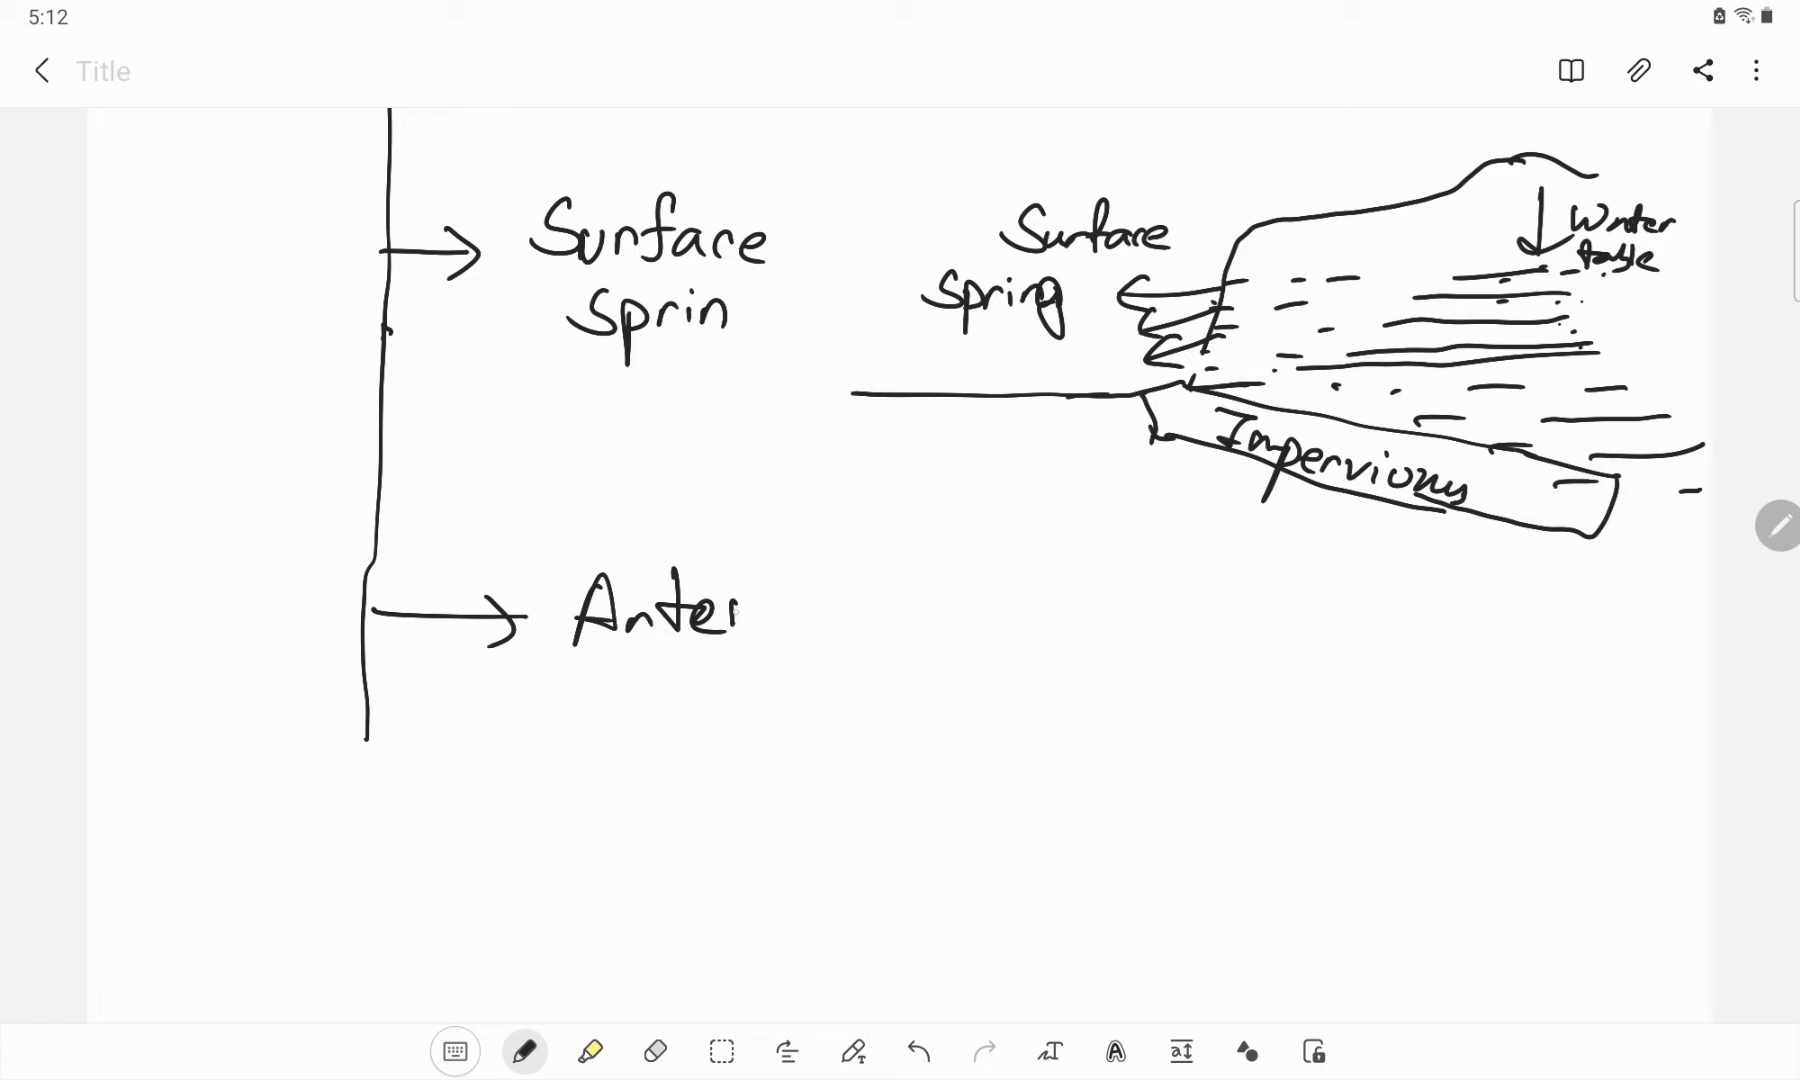 5:12
Title
Surface
Sprin
Surface
Spring
Water
table
Impervious
Anter